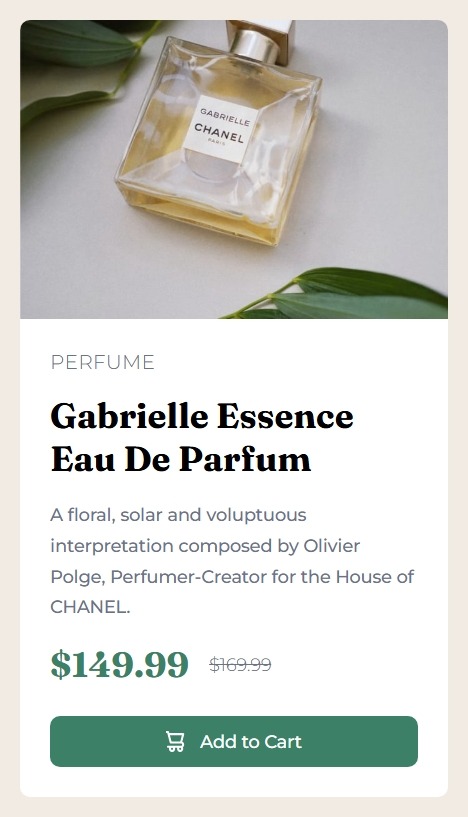 GABRIELLE
CHANEL
PARIS
PERFUME
Gabrielle Essence
Eau De Parfum
A floral, solar and voluptuous
interpretation composed by Olivier
Polge, Perfumer-Creator for the House of
CHANEL.
$149.99 $169.99
Add to Cart